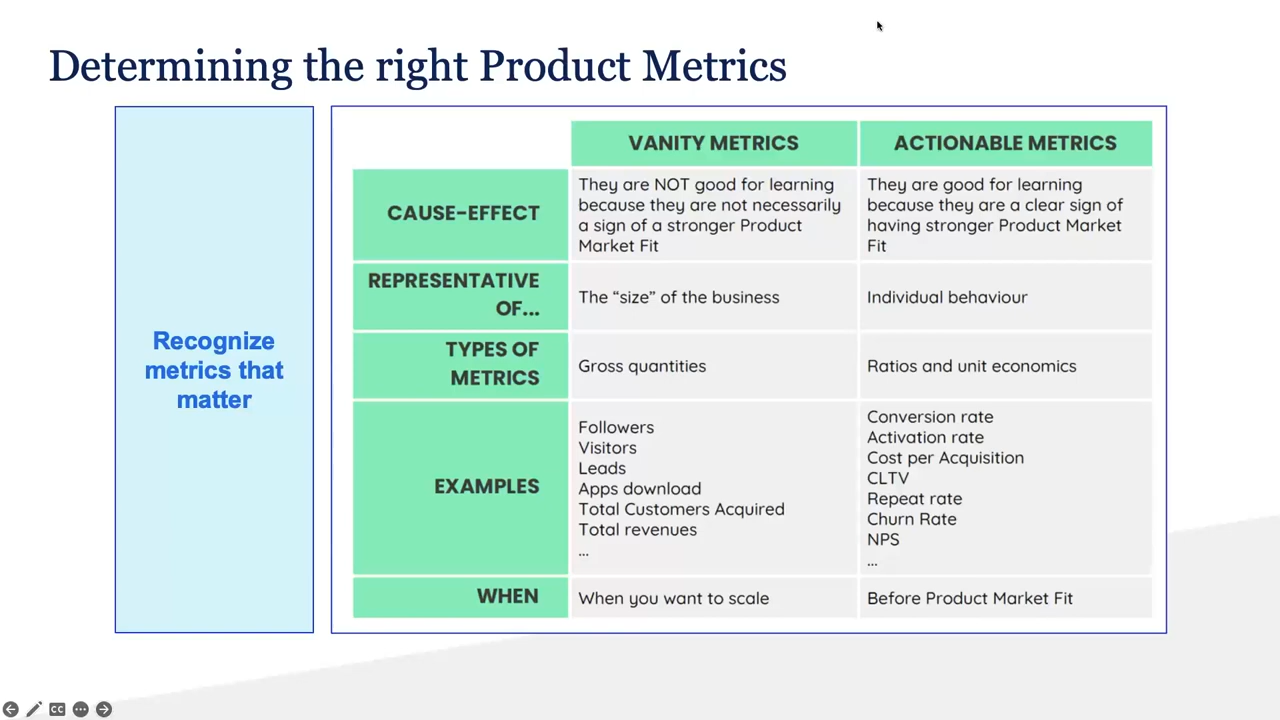 Determining the right Product Metrics
Recognize
metrics that
matter
VANITY METRICS
ACTIONABLE METRICS
CAUSE-EFFECT
They are NOT good for learning
because they are not necessarily
a sign of a stronger Product
Market Fit
They are good for learning
because they are a clear sign of
having stronger Product Market
Fit
REPRESENTATIVE
OF...
The “size” of the business
Individual behaviour
TYPES OF
METRICS
Gross quantities
Ratios and unit economics
EXAMPLES
Followers
Visitors
Leads
Apps download
Total Customers Acquired
Total revenues
...
Conversion rate
Activation rate
Cost per Acquisition
CLTV
Repeat rate
Churn Rate
NPS
...
WHEN
When you want to scale
Before Product Market Fit
CC